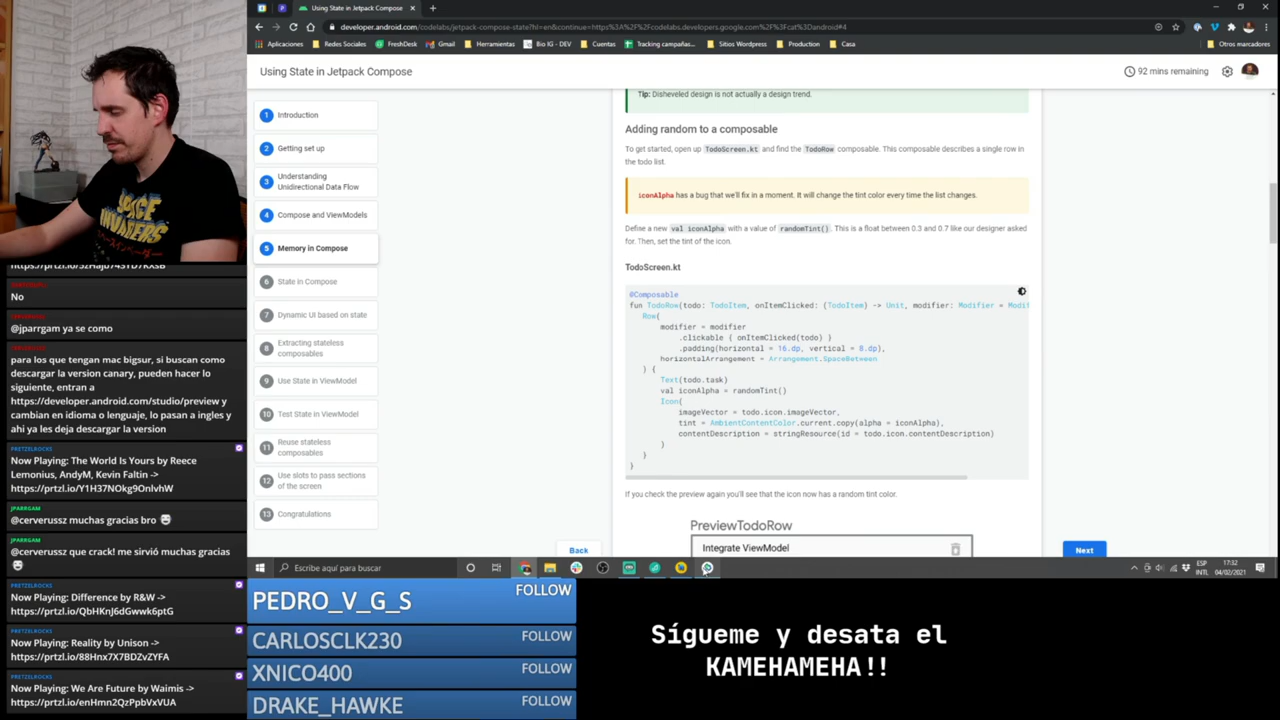 Using State in Jetpack Compose
developer.android.com/codelabs/jetpack-compose-state?hl=en&continue=https%3A%2F%2Fcodelabs.developers.google.com%2F%3Fcat%3Dandroid#4
Aplicaciones
Redes Sociales
FreshDesk
Gmail
Herramientas
Bio IG - DEV
Cuentas
Tracking campañas...
Sitios Wordpress
Production
Casa
Otros marcadores
Using State in Jetpack Compose
92 mins remaining
1 Introduction
2 Getting set up
3 Understanding
Unidirectional Data Flow
4 Compose and ViewModels
5 Memory in Compose
6 State in Compose
7 Dynamic UI based on state
8 Extracting stateless
composables
9 Use State in ViewModel
10 Test State in ViewModel
11 Reuse stateless
composables
12 Use slots to pass sections
of the screen
13 Congratulations
Tip: Disheveled design is not actually a design trend.
Adding random to a composable
To get started, open up TodoScreen.kt and find the TodoRow composable. This composable describes a single row in
the todo list.
iconAlpha has a bug that we'll fix in a moment. It will change the tint color every time the list changes.
Define a new val iconAlpha with a value of randomTint(). This is a float between 0.3 and 0.7 like our designer asked
for. Then, set the tint of the icon.
TodoScreen.kt
@Composable
fun TodoRow(todo: TodoItem, onItemClicked: (TodoItem) -> Unit, modifier: Modifier = Modif
Row(
modifier = modifier
.clickable { onItemClicked(todo) }
.padding(horizontal = 16.dp, vertical = 8.dp),
horizontalArrangement = Arrangement.SpaceBetween
) {
Text(todo.task)
val iconAlpha = randomTint()
Icon(
imageVector = todo.icon.imageVector,
tint = AmbientContentColor.current.copy(alpha = iconAlpha),
contentDescription = stringResource(id = todo.icon.contentDescription)
)
}
}
If you check the preview again you'll see that the icon now has a random tint color.
PreviewTodoRow
Integrate ViewModel
Back
Next
SPACE
INVADERS
No
@jparrgam ya se como
para los que tengan mac bigsur, si buscan como
descargar la version canary, pueden hacer lo
siguiente, entran a
https://developer.android.com/studio/preview y
cambian en idioma o lenguaje, lo pasan a ingles y
ahi ya les deja descargar la version
PRETZELROCKS
Now Playing: The World Is Yours by Reece
Lemonius, AndyM, Kevin Faltin ->
https://prtzl.io/Y1H37NOkg9OnlvhW
JPARRGAM
@cerverussz muchas gracias bro
JPARRGAM
@cerverussz que crack! me sirvió muchas gracias
PRETZELROCKS
Now Playing: Difference by R&W ->
https://prtzl.io/QbHKnJ6dGwwk6ptG
PRETZELROCKS
Now Playing: Reality by Unison ->
https://prtzl.io/88Hnx7X7BDZvZYFA
PRETZELROCKS
Now Playing: We Are Future by Waimis ->
https://prtzl.io/enHmn2QzPpbVxVUA
Escribe aquí para buscar
ESP
INTL
17:32
04/02/2021
PEDRO_V_G_S FOLLOW
CARLOSCLK230 FOLLOW
XNICO400 FOLLOW
DRAKE_HAWKE FOLLOW
Sígueme y desata el
KAMEHAMEHA!!